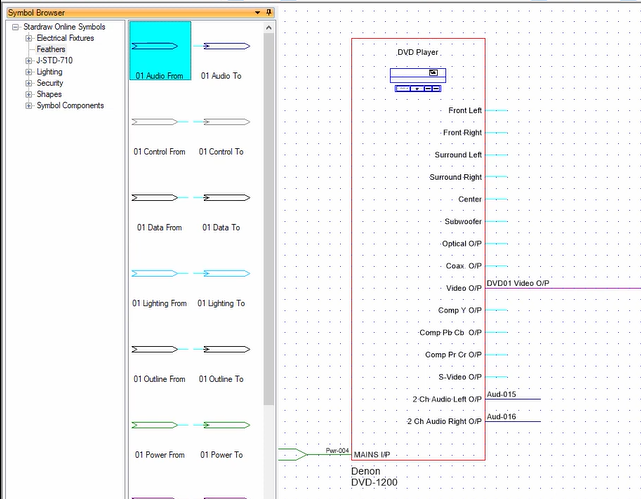 Symbol Browser
Stardraw Online Symbols
Electrical Fixtures
Feathers
J-STD-710
Lighting
Security
Shapes
Symbol Components
01 Audio From
01 Audio To
01 Control From
01 Control To
01 Data From
01 Data To
01 Lighting From
01 Lighting To
01 Outline From
01 Outline To
01 Power From
01 Power To
DVD Player
Front Left
Front Right
Surround Left
Surround Right
Center
Subwoofer
Optical O/P
Coax. O/P
Video O/P DVD01 Video O/P
Comp Y O/P
Comp Pb Cb O/P
Comp Pr Cr O/P
S-Video O/P
2 Ch Audio Left O/P Aud-015
2 Ch Audio Right O/P Aud-016
Pwr-004 MAINS I/P
Denon
DVD-1200